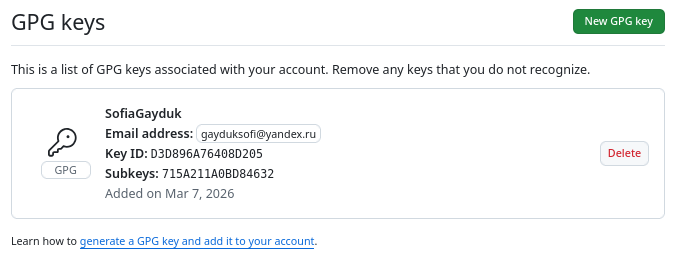 GPG keys
New GPG key
This is a list of GPG keys associated with your account. Remove any keys that you do not recognize.
SofiaGayduk
Email address: gayduksofi@yandex.ru
Key ID: D3D896A76408D205
GPG
Subkeys: 715A211A0BD84632
Added on Mar 7, 2026
Delete
Learn how to generate a GPG key and add it to your account.